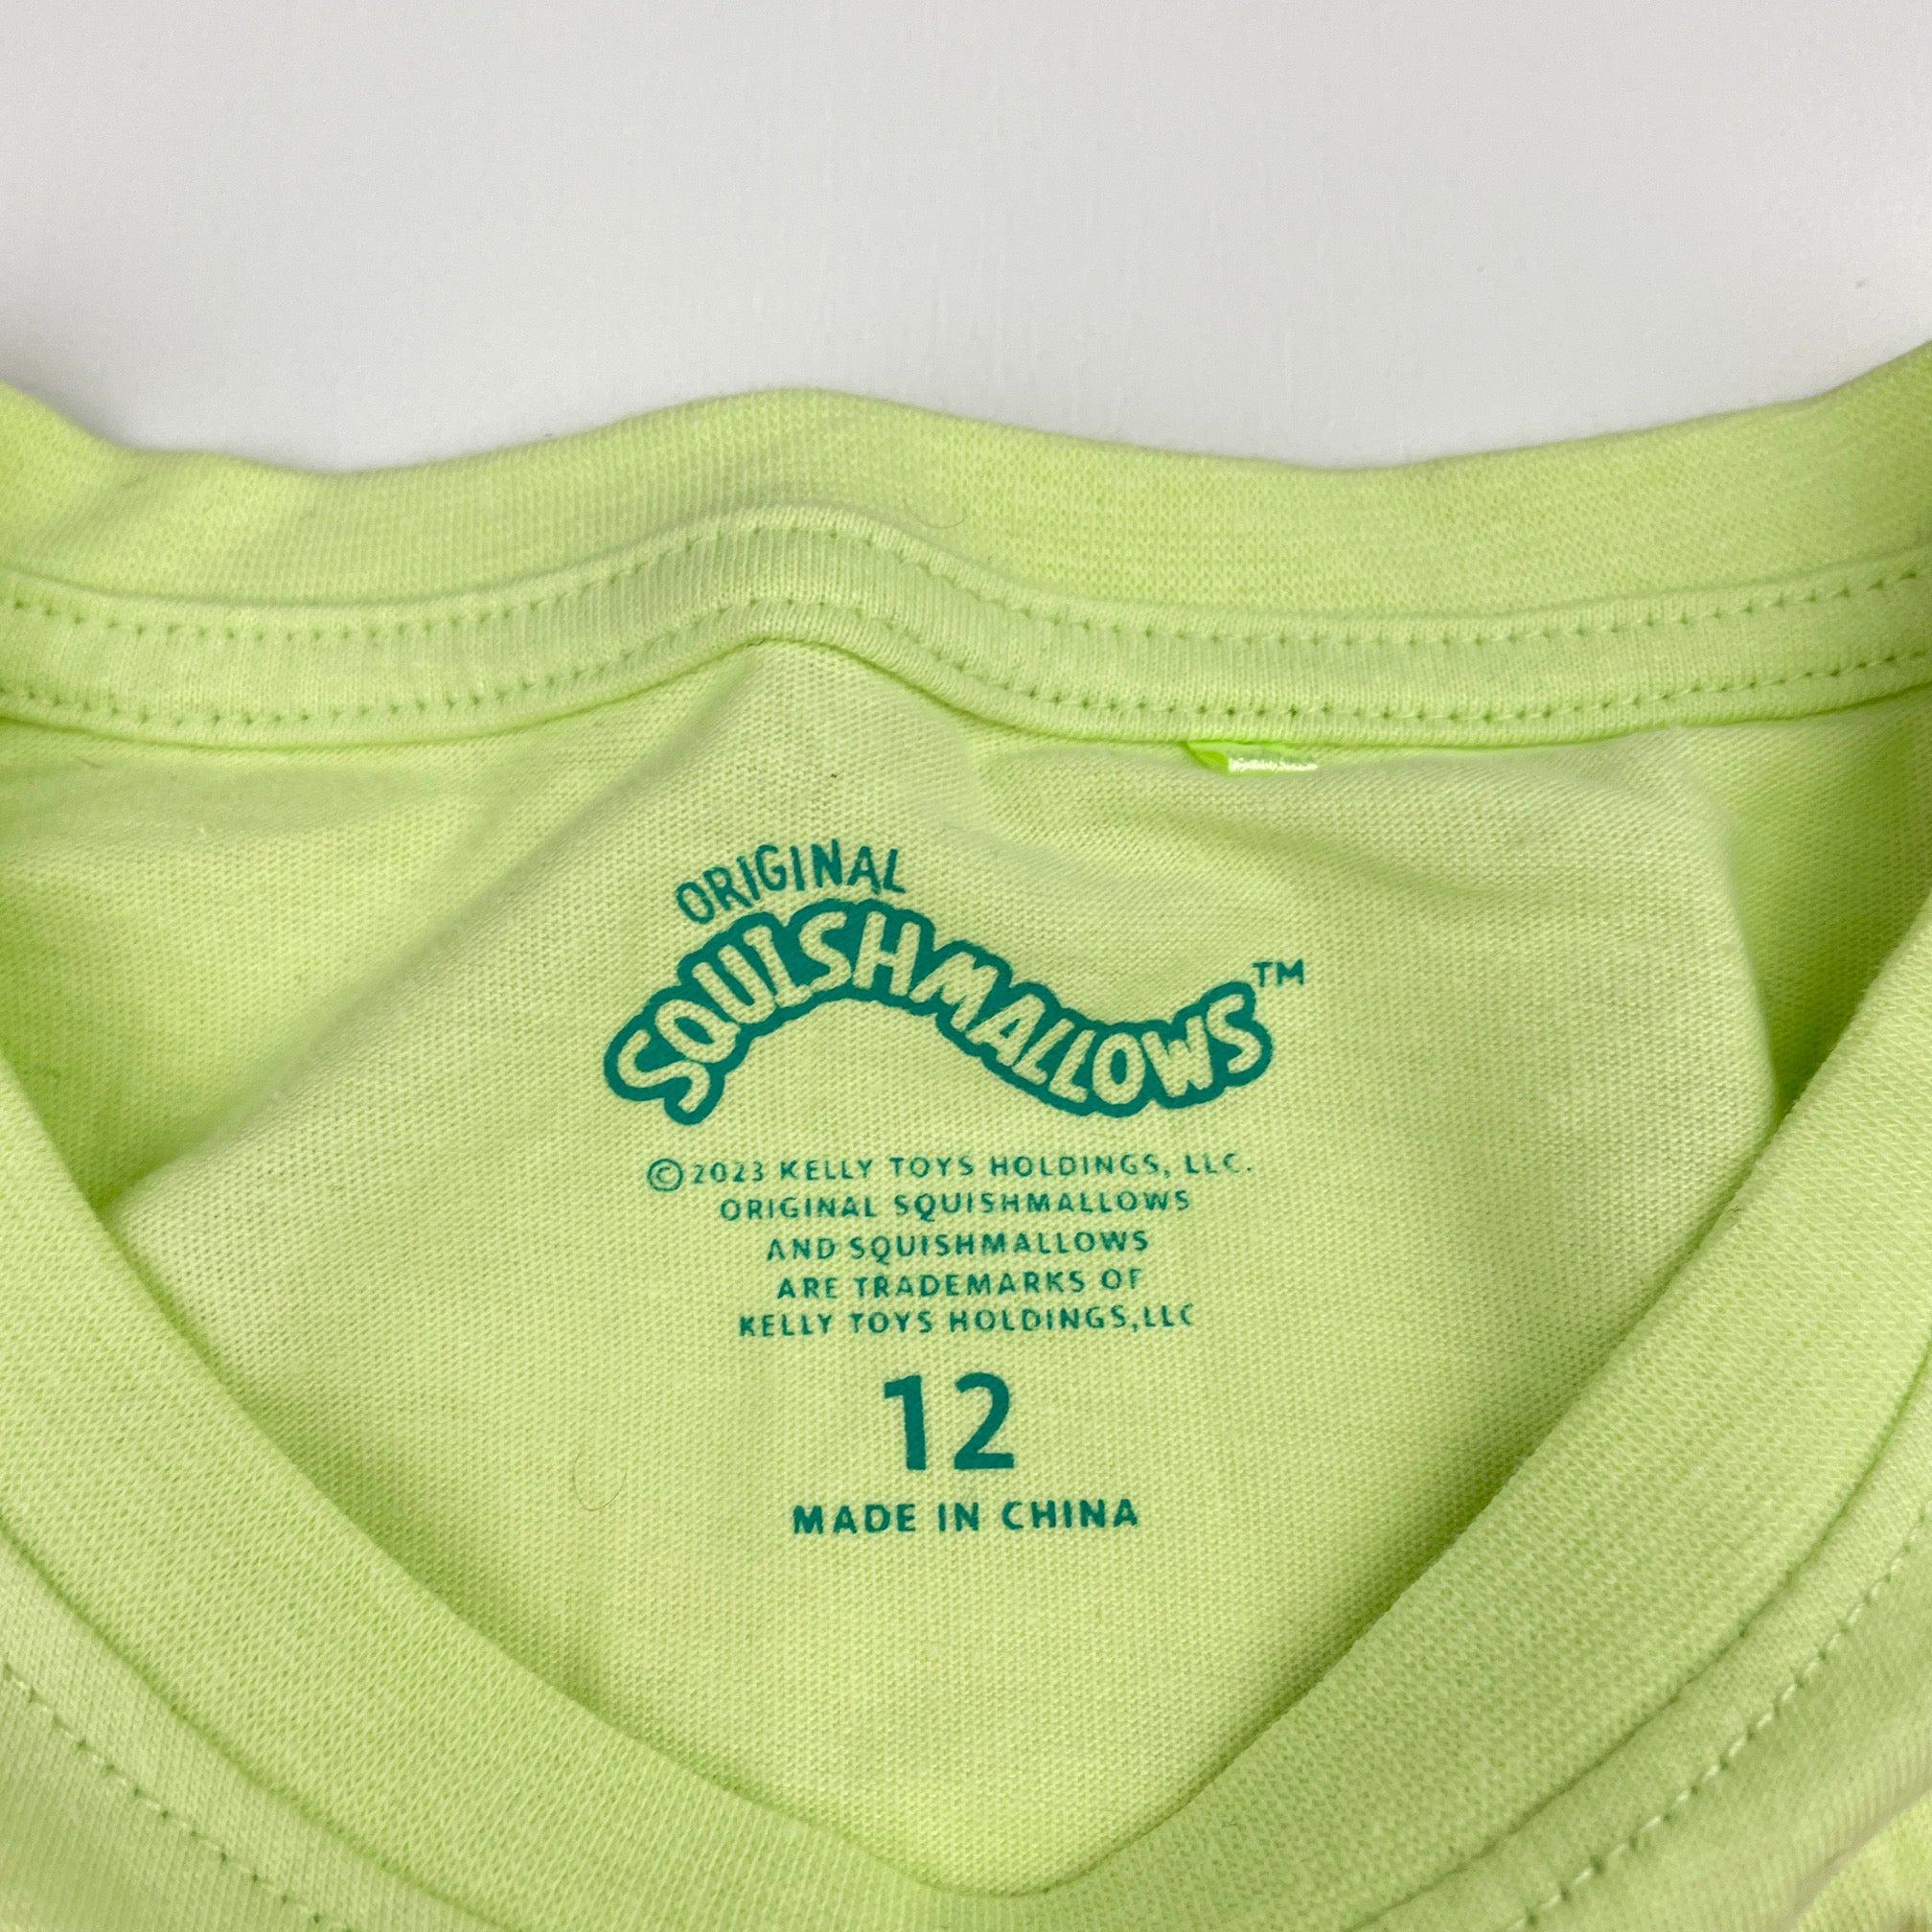 ORIGINAL
SQUISHMALLOWS™
©2023 KELLY TOYS HOLDINGS, LLC.
ORIGINAL SQUISHMALLOWS
AND SQUISHMALLOWS
ARE TRADEMARKS OF
KELLY TOYS HOLDINGS,LLC
12
MADE IN CHINA